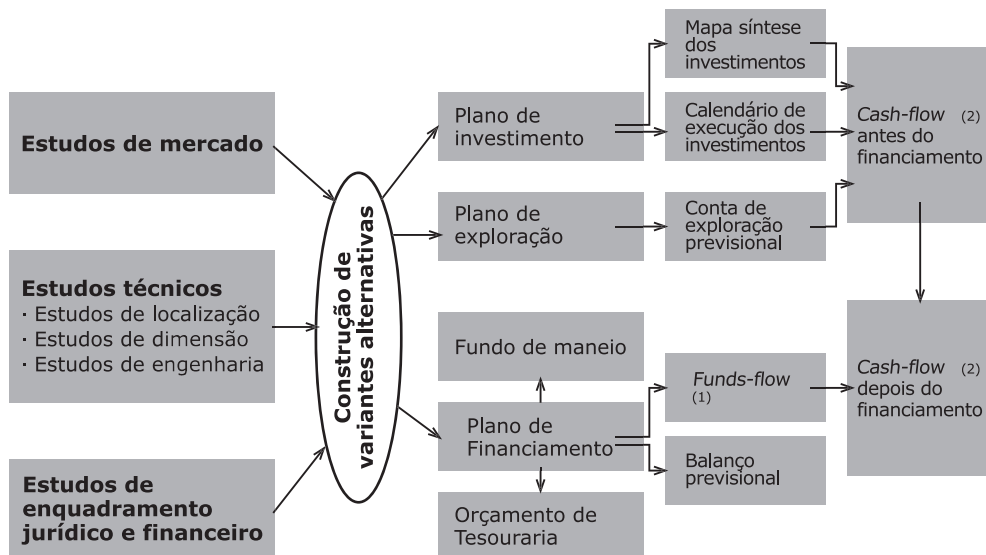 Estudos de mercado
Estudos técnicos
· Estudos de localização
· Estudos de dimensão
· Estudos de engenharia
Estudos de
enquadramento
jurídico e financeiro
Construção de
variantes alternativas
Plano de
investimento
Plano de
exploração
Fundo de maneio
Plano de
Financiamento
Orçamento de
Tesouraria
Mapa síntese
dos
investimentos
Calendário de
execução dos
investimentos
Conta de
exploração
previsional
Funds-flow
(1)
Balanço
previsional
Cash-flow (2)
antes do
financiamento
Cash-flow (2)
depois do
financiamento